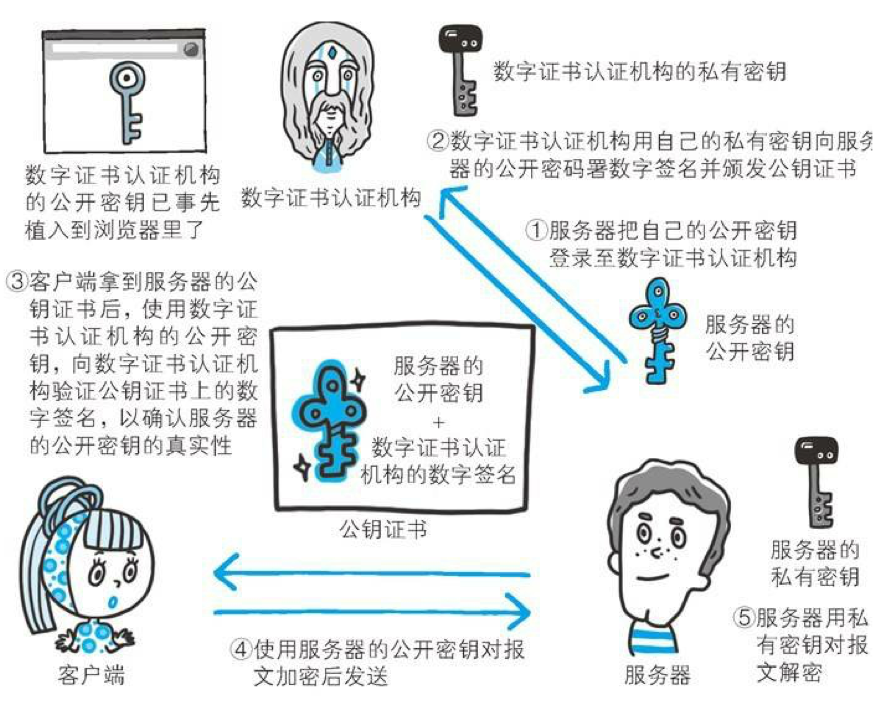 数字证书认证机构的私有密钥
②数字证书认证机构用自己的私有密钥向服务
器的公开密码署数字签名并颁发公钥证书
数字证书认证机构
的公开密钥已事先
植入到浏览器里了
数字证书认证机构
①服务器把自己的公开密钥
登录至数字证书认证机构
服务器的
公开密钥
③客户端拿到服务器的公
钥证书后，使用数字证
书认证机构的公开密
钥，向数字证书认证机
构验证公钥证书上的数
字签名，以确认服务器
的公开密钥的真实性
服务器的
公开密钥
+
数字证书认证
机构的数字签名
公钥证书
服务器的
私有密钥
④使用服务器的公开密钥对报
文加密后发送
⑤服务器用私
有密钥对报
文解密
客户端
服务器